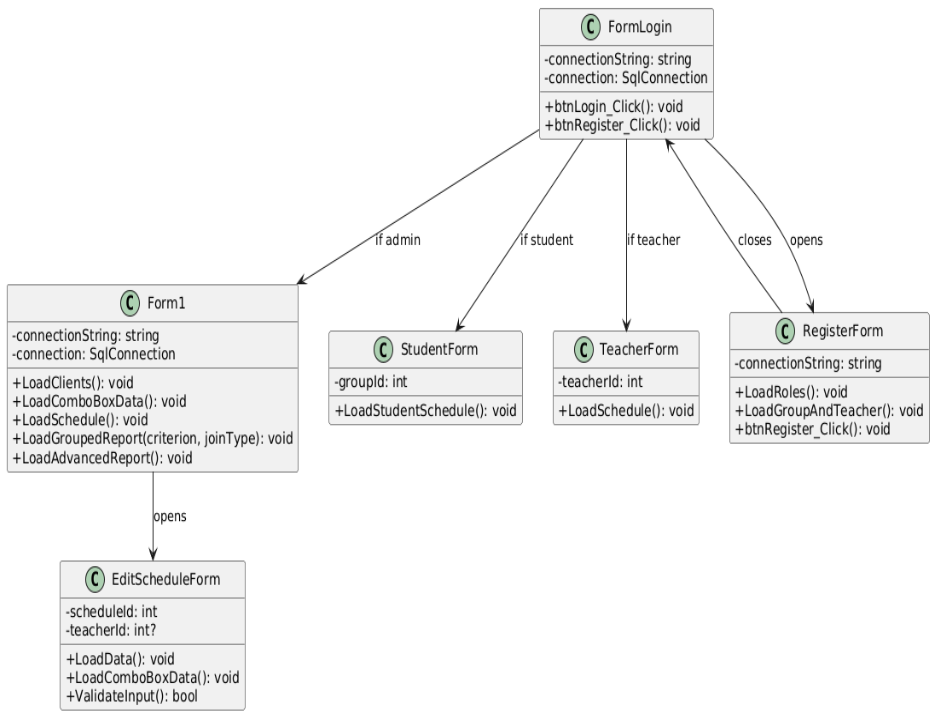 C FormLogin
-connectionString: string
-connection: SqlConnection
+btnLogin_Click(): void
+btnRegister_Click(): void
if admin
if student
if teacher
closes
opens
C Form1
-connectionString: string
-connection: SqlConnection
+LoadClients(): void
+LoadComboBoxData(): void
+LoadSchedule(): void
+LoadGroupedReport(criterion, joinType): void
+LoadAdvancedReport(): void
C StudentForm
-groupId: int
+LoadStudentSchedule(): void
C TeacherForm
-teacherId: int
+LoadSchedule(): void
C RegisterForm
-connectionString: string
+LoadRoles(): void
+LoadGroupAndTeacher(): void
+btnRegister_Click(): void
opens
C EditScheduleForm
-scheduleId: int
-teacherId: int?
+LoadData(): void
+LoadComboBoxData(): void
+ValidateInput(): bool